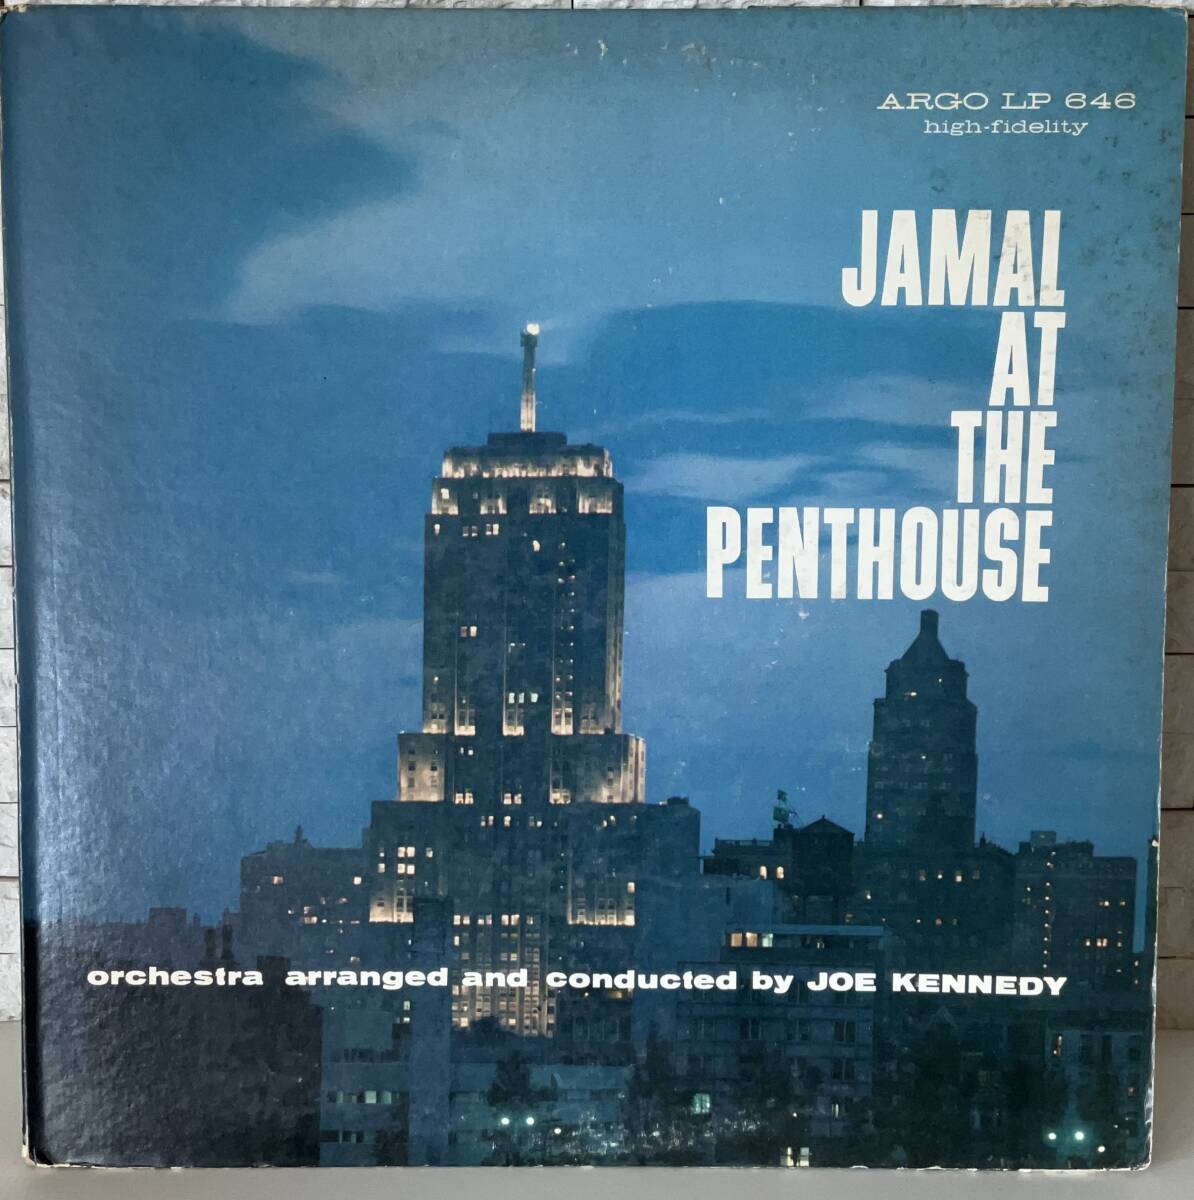 ARGO LP 646
high-fidelity
JAMAL
AT
THE
PENTHOUSE
orchestra arranged and conducted by JOE KENNEDY